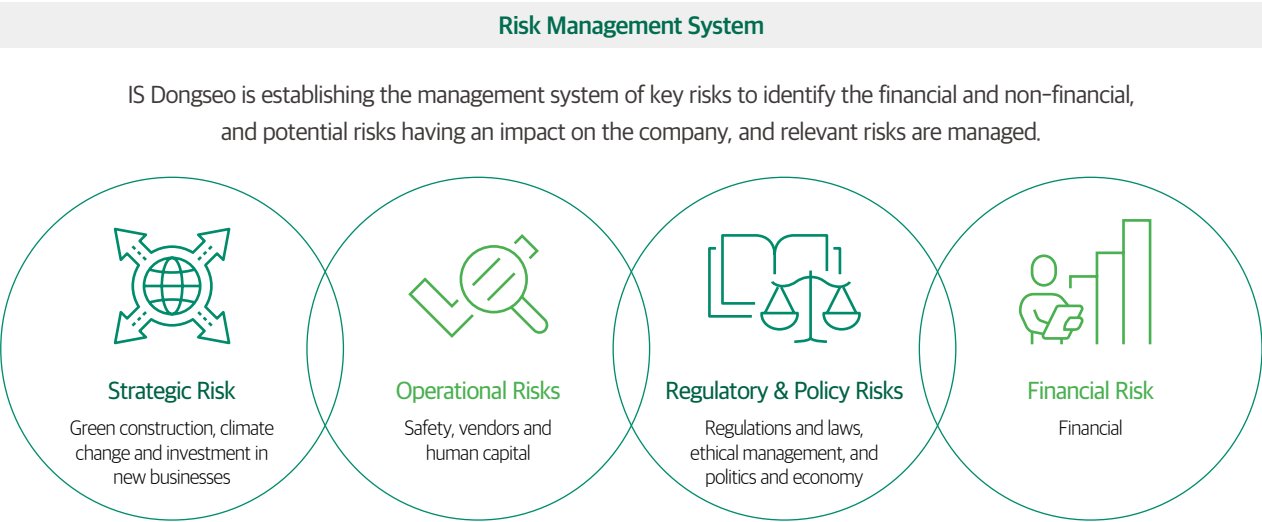 Risk Management System
IS Dongseo is establishing the management system of key risks to identify the financial and non-financial,
and potential risks having an impact on the company, and relevant risks are managed.
Strategic Risk
Green construction, climate
change and investment in
new businesses
Operational Risks
Safety, vendors and
human capital
Regulatory & Policy Risks
Regulations and laws,
ethical management, and
politics and economy
Financial Risk
Financial